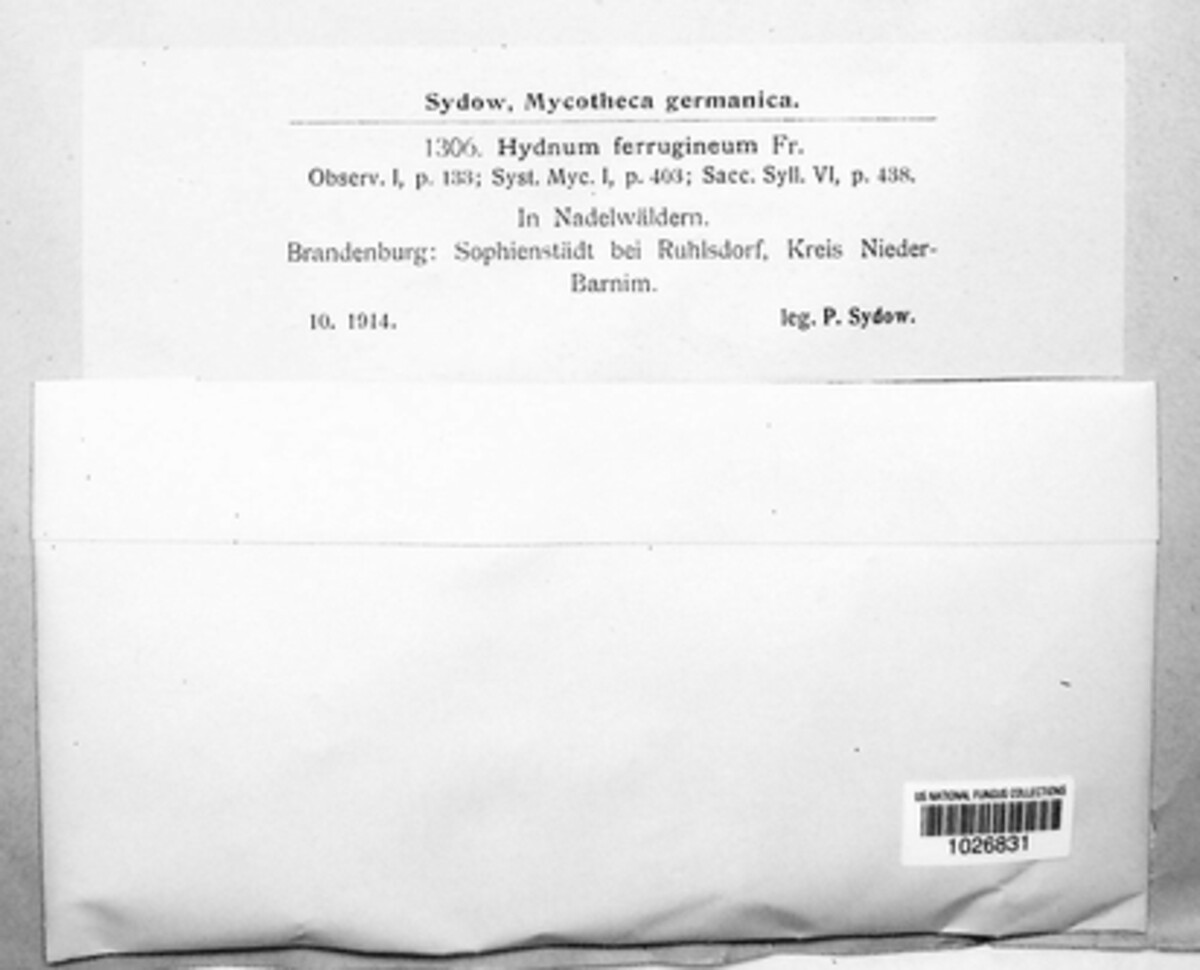 Sydow, Mycotheca germanica.
1306. Hydnum ferrugineum Fr.
Observ. I, p. 133; Syst. Myc. I, p. 403; Sacc. Syll. VI, p. 438.
In Nadelwäldern.
Brandenburg: Sophienstädt bei Ruhlsdorf, Kreis Nieder-
Barnim.
10. 1914. leg. P. Sydow.
US NATIONAL FUNGUS COLLECTIONS
1026831